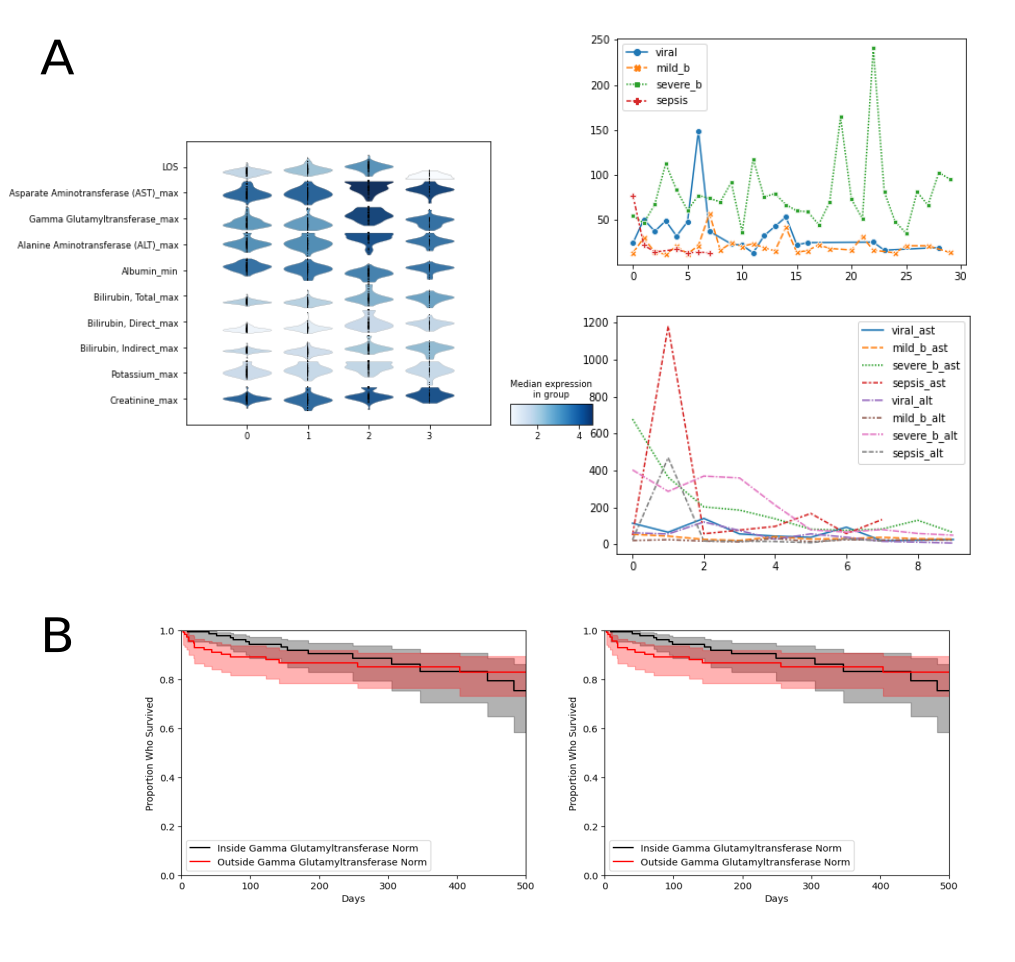 A
LOS
Asparate Aminotransferase (AST)_max
Gamma Glutamyltransferase_max
Alanine Aminotransferase (ALT)_max
Albumin_min
Bilirubin, Total_max
Bilirubin, Direct_max
Bilirubin, Indirect_max
Potassium_max
Creatinine_max
0 1 2 3
Median expression
in group
2 4
250
200
150
100
50
0 5 10 15 20 25 30
viral
mild_b
severe_b
sepsis
1200
1000
800
600
400
200
0
0 2 4 6 8
viral_ast
mild_b_ast
severe_b_ast
sepsis_ast
viral_alt
mild_b_alt
severe_b_alt
sepsis_alt
B
Proportion Who Survived
1.0
0.8
0.6
0.4
0.2
0.0
Inside Gamma Glutamyltransferase Norm
Outside Gamma Glutamyltransferase Norm
0 100 200 300 400 500
Days
Proportion Who Survived
1.0
0.8
0.6
0.4
0.2
0.0
Inside Gamma Glutamyltransferase Norm
Outside Gamma Glutamyltransferase Norm
0 100 200 300 400 500
Days